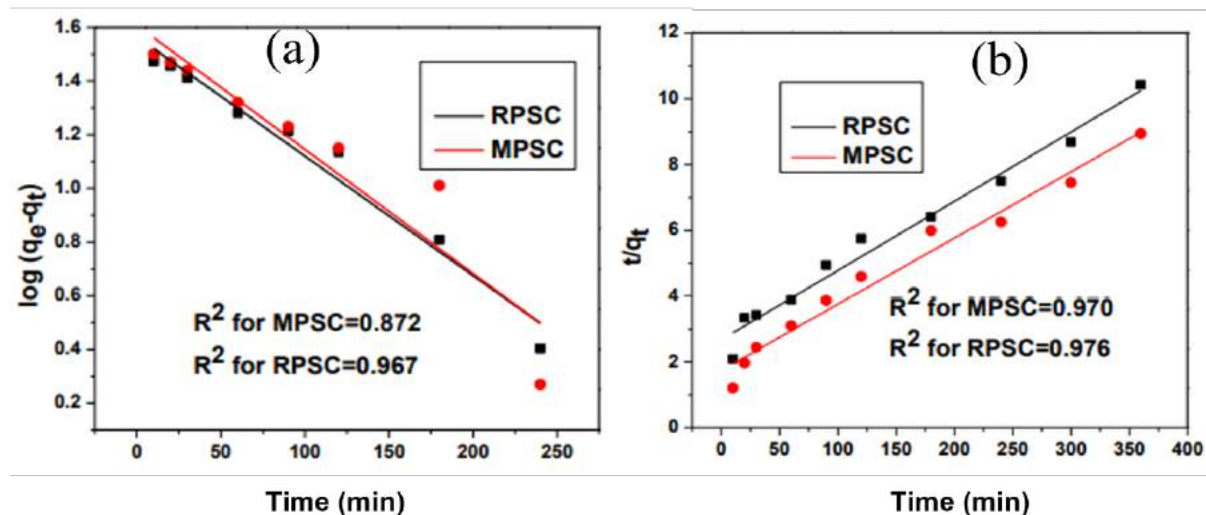 (a)
1.6
1.4
1.2
1.0
0.8
0.6
0.4
0.2
log (qe-qt)
RPSC
MPSC
R2 for MPSC=0.872
R2 for RPSC=0.967
0 50 100 150 200 250
Time (min)
(b)
12
10
8
6
4
2
0
t/qt
RPSC
MPSC
R2 for MPSC=0.970
R2 for RPSC=0.976
0 50 100 150 200 250 300 350 400
Time (min)